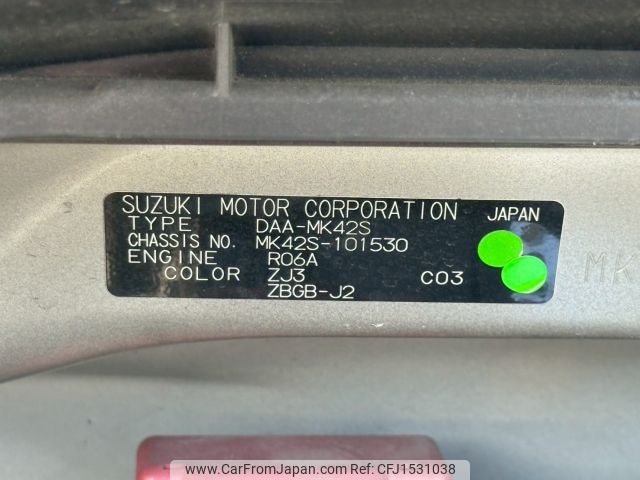 SUZUKI MOTOR CORPORATION JAPAN
TYPE DAA-MK42S
CHASSIS NO. MK42S-101530
ENGINE R06A
COLOR ZJ3 C03
ZBGB-J2
MK
www.CarFromJapan.com - CFJ1531038